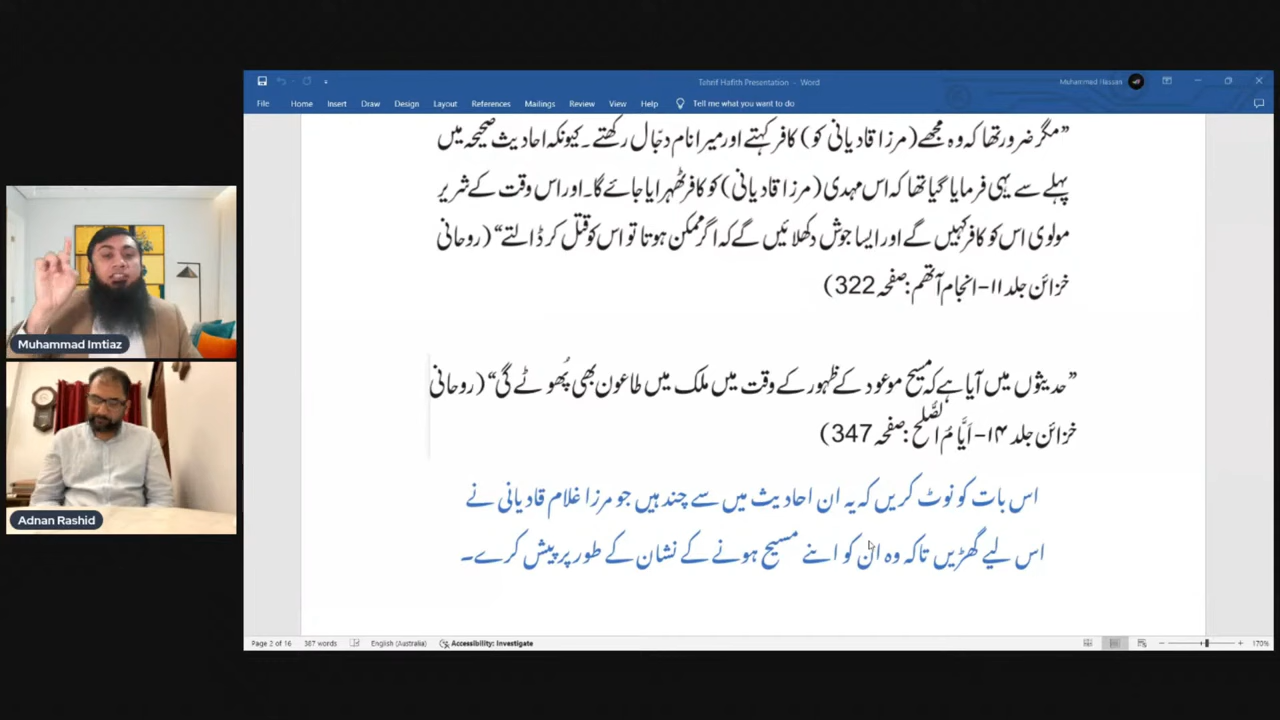 Tahrif Hafith Presentation - Word
Muhammad Hassan
File Home Insert Draw Design Layout References Mailings Review View Help Tell me what you want to do
”مگر ضرور تھا کہ وہ مجھے (مرزا قادیانی کو) کافر کہتے اور میرا نام دجّال رکھتے۔ کیونکہ احادیث صحیحہ میں
پہلے سے یہی فرمایا گیا تھا کہ اس مہدی (مرزا قادیانی) کو کافر ٹھہرایا جائے گا۔ اور اس وقت کے شریر
مولوی اس کو کافر کہیں گے اور ایسا جوش دکھلائیں گے کہ اگر ممکن ہوتا تو اس کو قتل کر ڈالتے“ (روحانی
خزائن جلد ۱۱- انجام آتھم: صفحہ 322)
”حدیثوں میں آیا ہے کہ مسیح موعود کے ظہور کے وقت میں ملک میں طاعون بھی پُھوٹے گی“ (روحانی
خزائن جلد ۱۴- اَیَّامُ الصُّلح: صفحہ 347)
اس بات کو نوٹ کریں کہ یہ ان احادیث میں سے چند ہیں جو مرزا غلام قادیانی نے
اس لیے گھڑیں تاکہ وہ ان کو اپنے مسیح ہونے کے نشان کے طور پر پیش کرے۔
Muhammad Imtiaz
Adnan Rashid
Page 2 of 16 387 words English (Australia) Accessibility: Investigate 170%